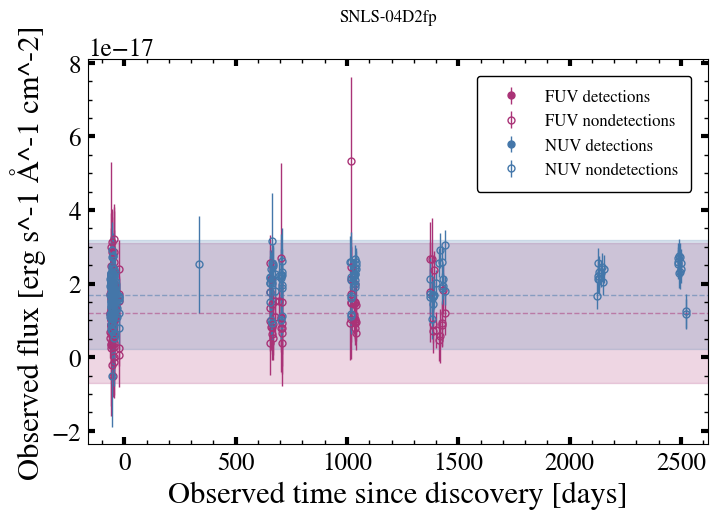 SNLS-04D2fp
1e−17
8
6
4
2
0
−2
FUV detections
FUV nondetections
NUV detections
NUV nondetections
0 500 1000 1500 2000 2500
Observed time since discovery [days]
Observed flux [erg s^-1 Å^-1 cm^-2]